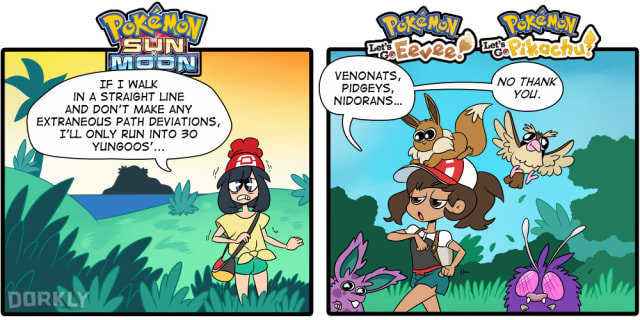 POKéMON
SUN
MOON
IF I WALK
IN A STRAIGHT LINE
AND DON'T MAKE ANY
EXTRANEOUS PATH DEVIATIONS,
I'LL ONLY RUN INTO 30
YUNGOOS'...
DORKLY
POKéMON
Let's Go Eevee!
POKéMON
Let's Go Pikachu!
VENONATS,
PIDGEYS,
NIDORANS...
NO THANK
YOU.